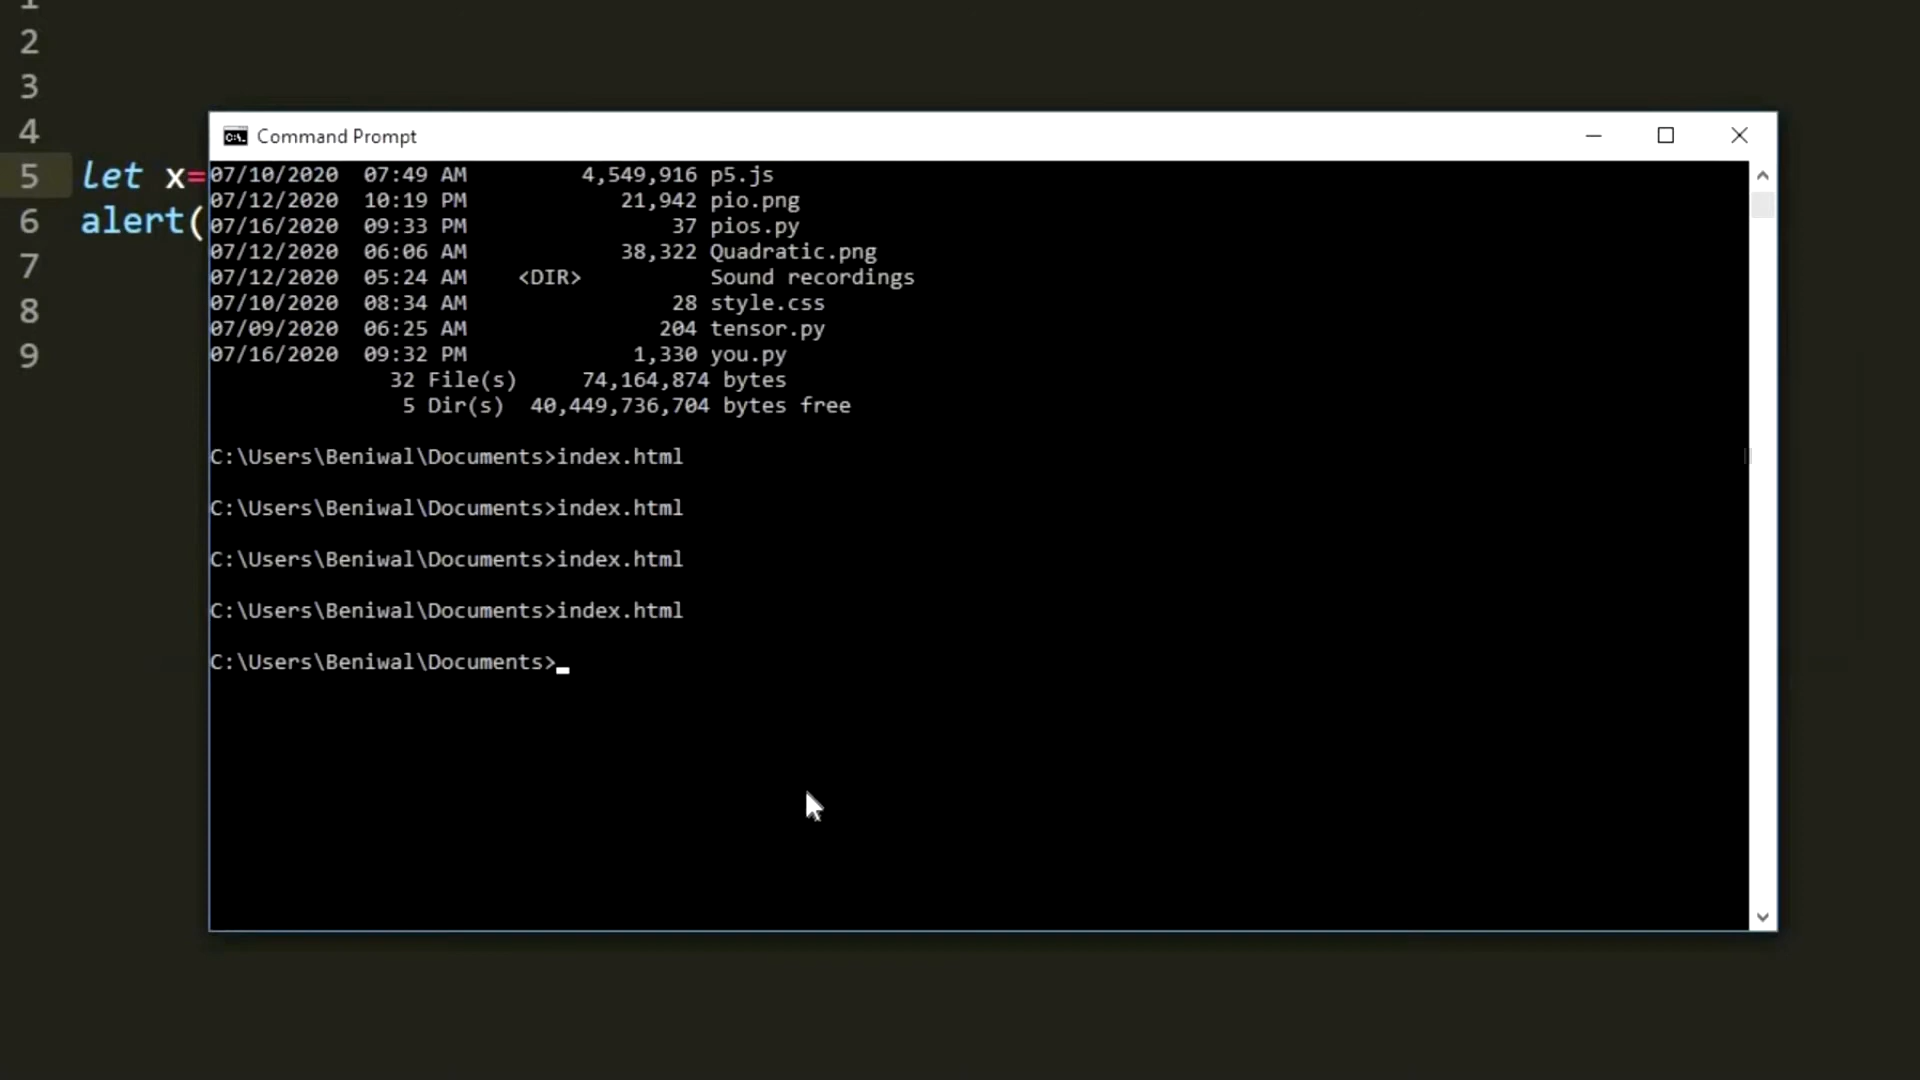 1
2
3
4
5 let x=
6 alert(
7
8
9
Command Prompt
07/10/2020  07:49 AM         4,549,916 p5.js
07/12/2020  10:19 PM            21,942 pio.png
07/16/2020  09:33 PM                37 pios.py
07/12/2020  06:06 AM            38,322 Quadratic.png
07/12/2020  05:24 AM    <DIR>          Sound recordings
07/10/2020  08:34 AM                28 style.css
07/09/2020  06:25 AM               204 tensor.py
07/16/2020  09:32 PM             1,330 you.py
32 File(s)     74,164,874 bytes
5 Dir(s)  40,449,736,704 bytes free
C:\Users\Beniwal\Documents>index.html
C:\Users\Beniwal\Documents>index.html
C:\Users\Beniwal\Documents>index.html
C:\Users\Beniwal\Documents>index.html
C:\Users\Beniwal\Documents>